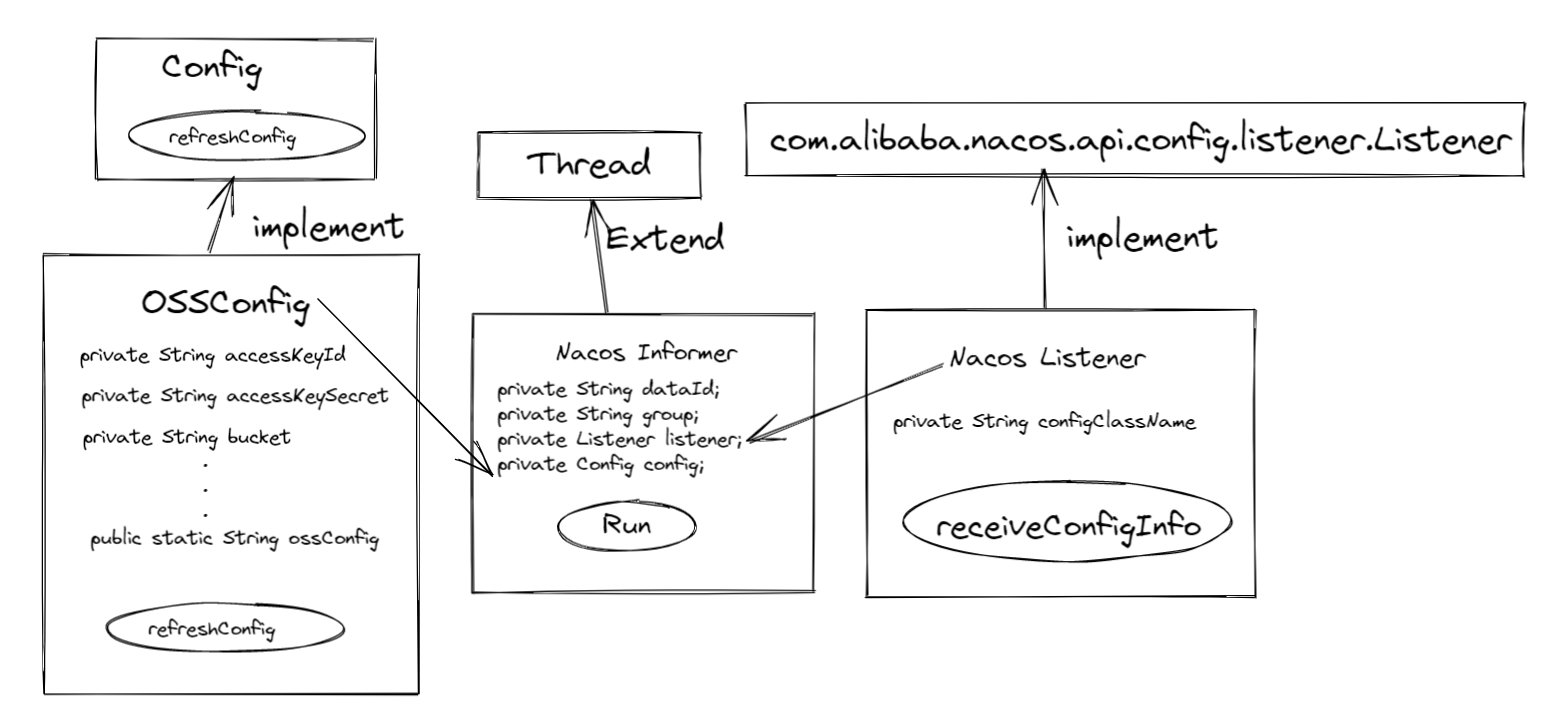 Config
refreshConfig
implement
OSSConfig
private String accessKeyId
private String accessKeySecret
private String bucket
.
.
.
public static String ossConfig
refreshConfig
Thread
Extend
Nacos Informer
private String dataId;
private String group;
private Listener listener;
private Config config;
Run
com.alibaba.nacos.api.config.listener.Listener
implement
Nacos Listener
private String configClassName
receiveConfigInfo